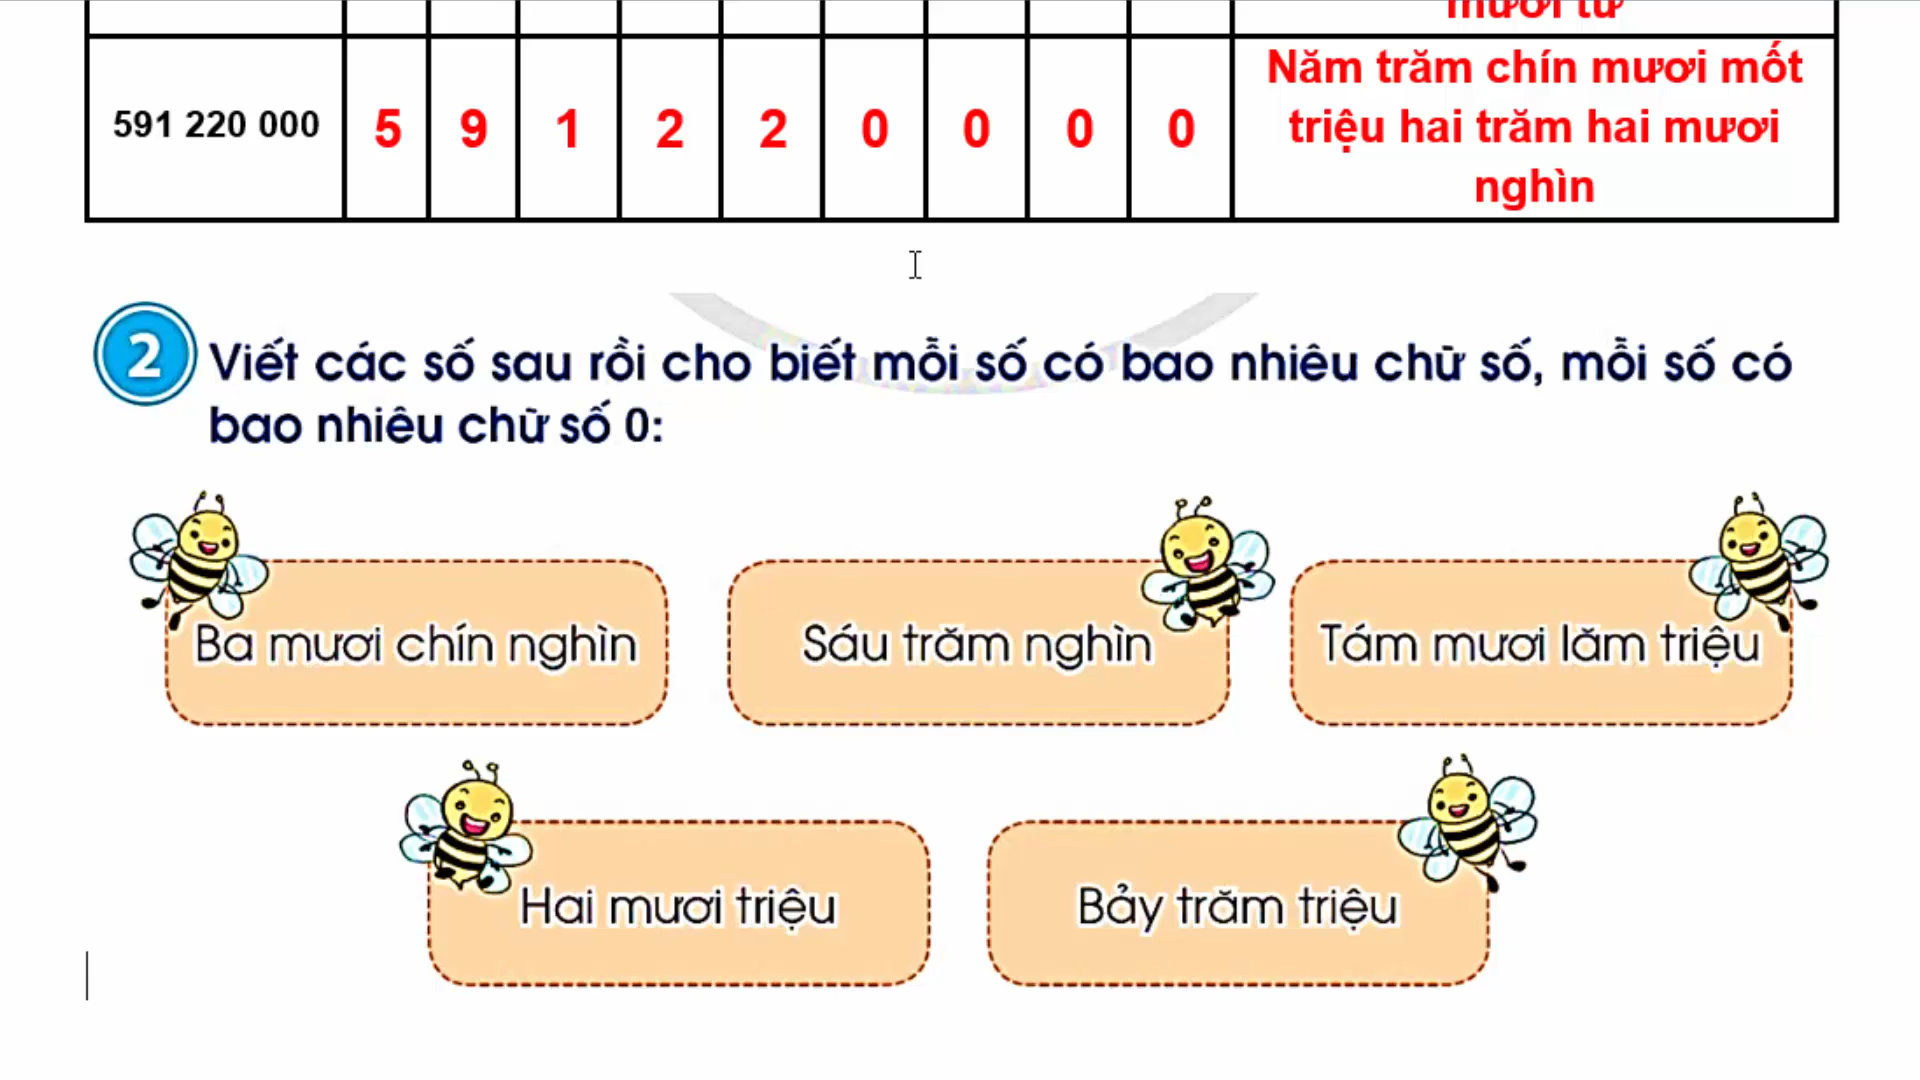 mươi tư
591 220 000 5 9 1 2 2 0 0 0 0 Năm trăm chín mươi mốt
triệu hai trăm hai mươi
nghìn
2 Viết các số sau rồi cho biết mỗi số có bao nhiêu chữ số, mỗi số có
bao nhiêu chữ số 0:
Ba mươi chín nghìn
Sáu trăm nghìn
Tám mươi lăm triệu
Hai mươi triệu
Bảy trăm triệu